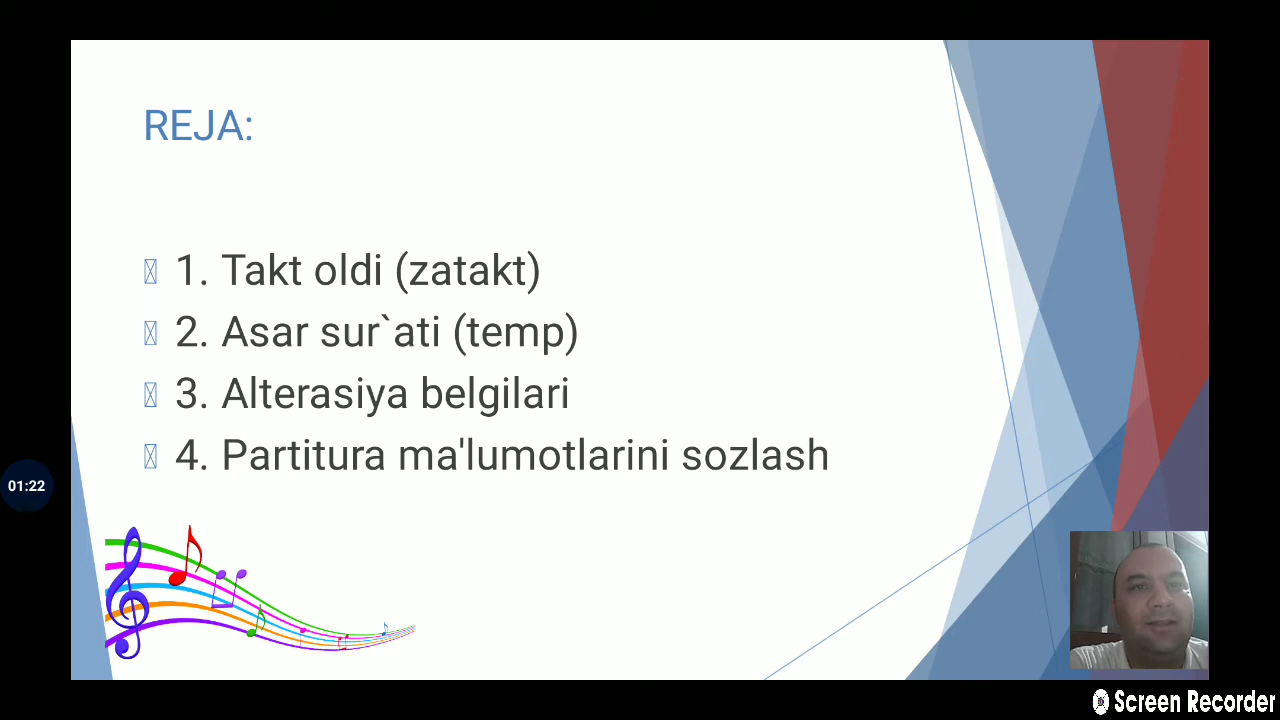 REJA:
1. Takt oldi (zatakt)
2. Asar sur`ati (temp)
3. Alterasiya belgilari
4. Partitura ma'lumotlarini sozlash
01:22
Screen Recorder